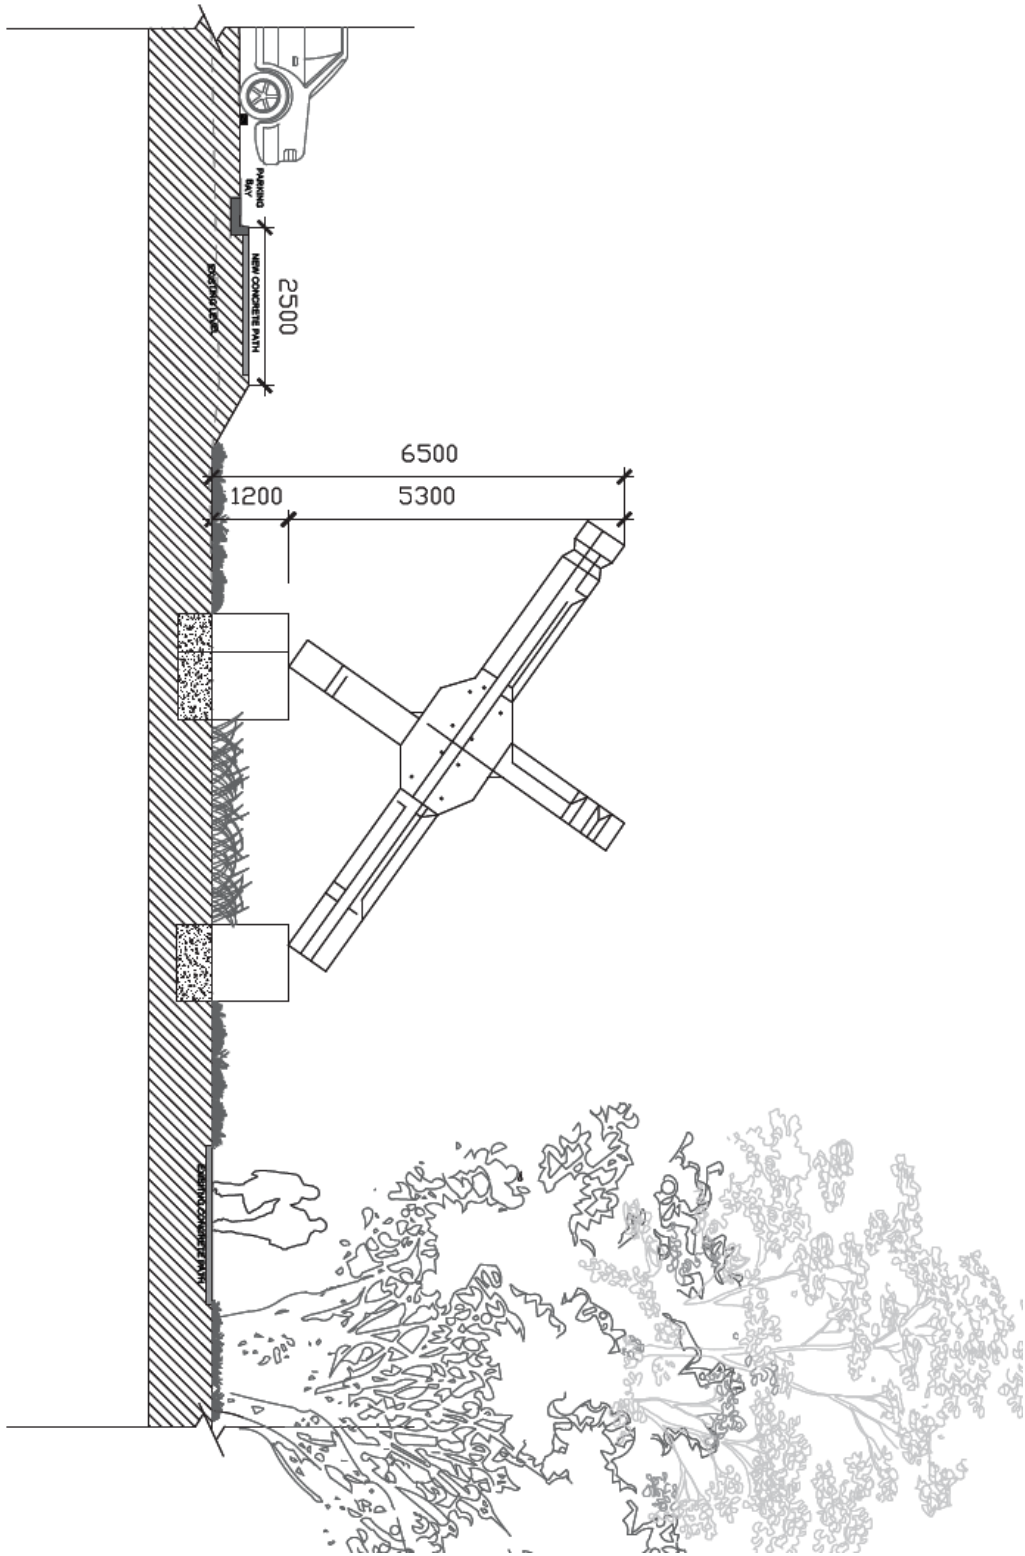 PARKING
BAY
NEW CONCRETE PATH
2500
EXISTING LEVEL
6500
1200
5300
EXISTING CONCRETE PATH